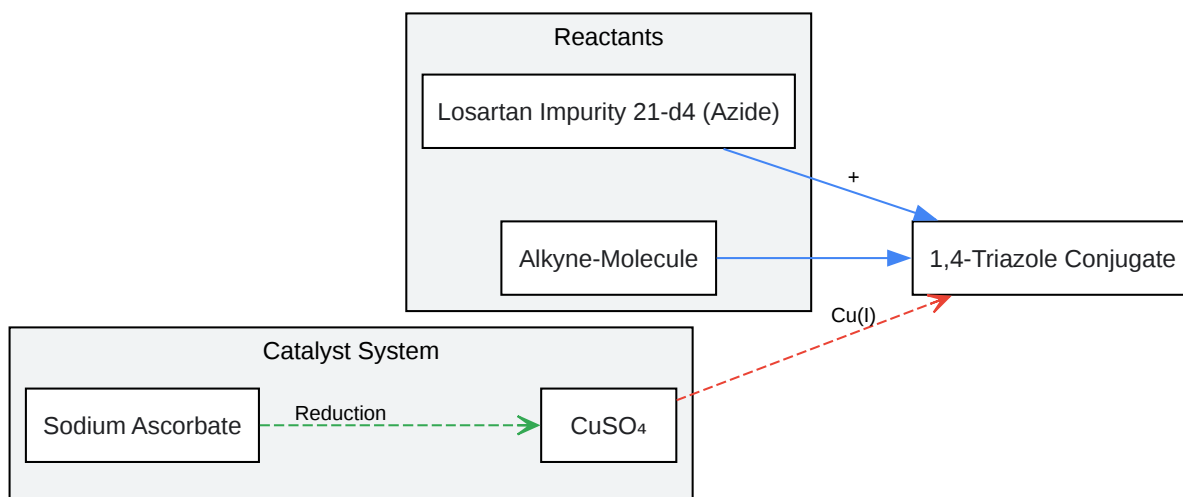 Reactants
Losartan Impurity 21-d4 (Azide)
+
Alkyne-Molecule
1,4-Triazole Conjugate
Cu(I)
Catalyst System
Sodium Ascorbate
Reduction
CuSO₄